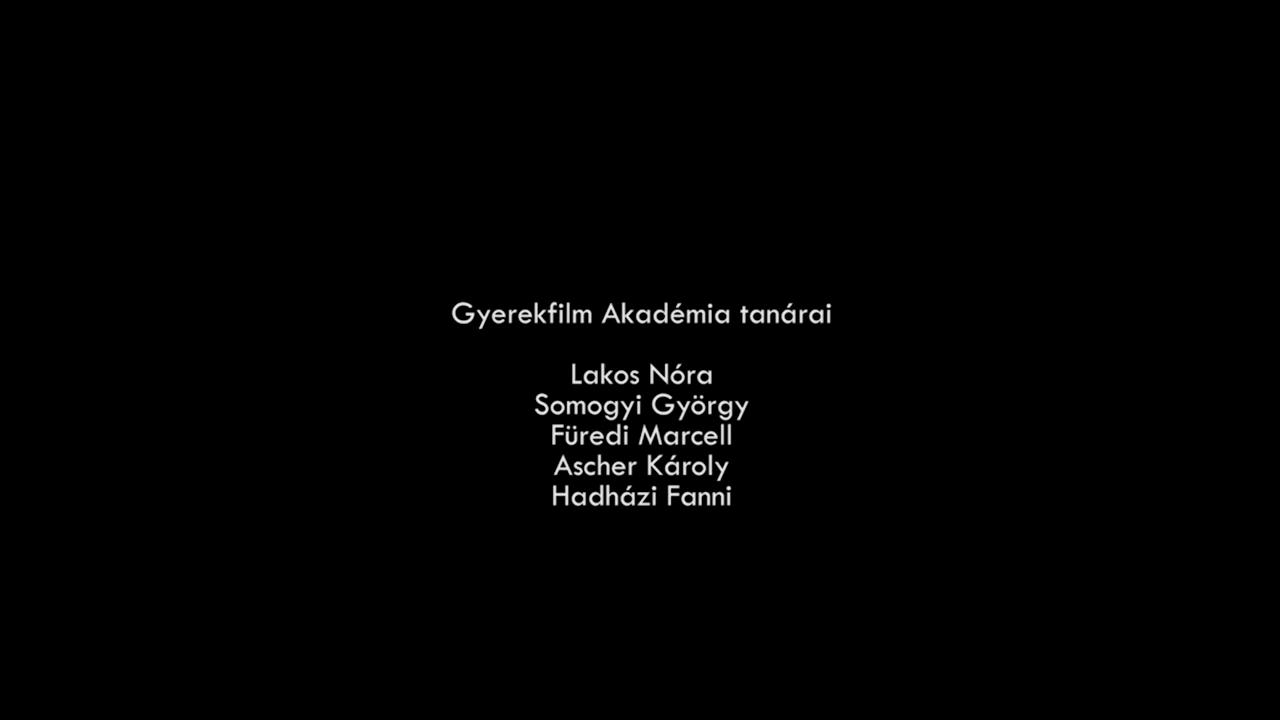 Gyerekfilm Akadémia tanárai
Lakos Nóra
Somogyi György
Füredi Marcell
Ascher Károly
Hadházi Fanni